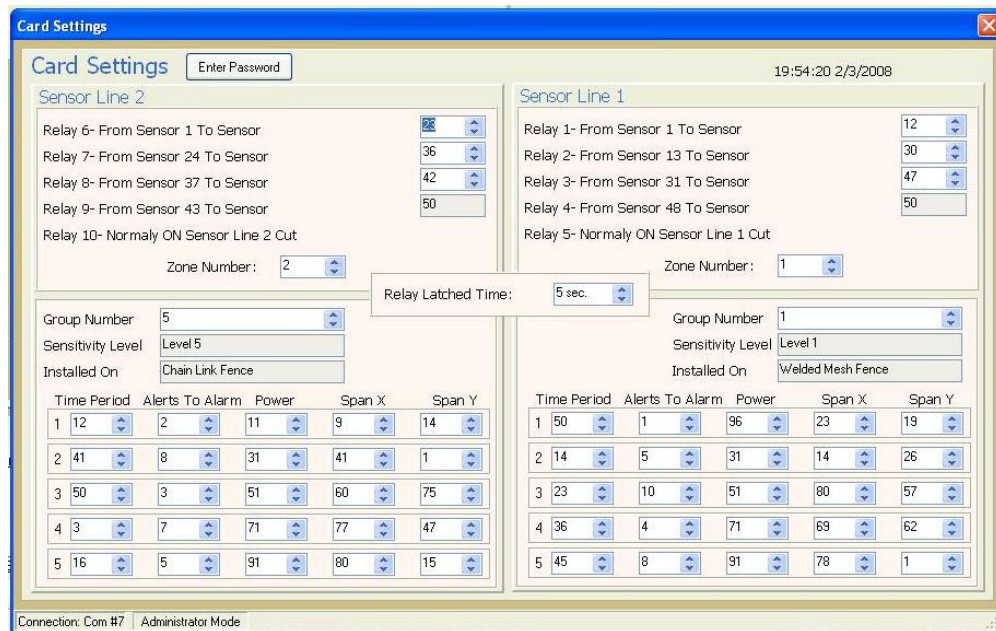 Card Settings
Card Settings
Enter Password
19:54:20 2/3/2008
Sensor Line 2
Relay 6- From Sensor 1 To Sensor 23
Relay 7- From Sensor 24 To Sensor 36
Relay 8- From Sensor 37 To Sensor 42
Relay 9- From Sensor 43 To Sensor 50
Relay 10- Normaly ON Sensor Line 2 Cut
Zone Number: 2
Sensor Line 1
Relay 1- From Sensor 1 To Sensor 12
Relay 2- From Sensor 13 To Sensor 30
Relay 3- From Sensor 31 To Sensor 47
Relay 4- From Sensor 48 To Sensor 50
Relay 5- Normaly ON Sensor Line 1 Cut
Zone Number: 1
Relay Latched Time: 5 sec.
Group Number 5
Sensitivity Level Level 5
Installed On Chain Link Fence
Time Period Alerts To Alarm Power Span X Span Y
1 12 2 11 9 14
2 41 8 31 41 1
3 50 3 51 60 75
4 3 7 71 77 47
5 16 5 91 80 15
Group Number 1
Sensitivity Level Level 1
Installed On Welded Mesh Fence
Time Period Alerts To Alarm Power Span X Span Y
1 50 1 96 23 19
2 14 5 31 14 26
3 23 10 51 80 57
4 36 4 71 69 62
5 45 8 91 78 1
Connection: Com #7 Administrator Mode